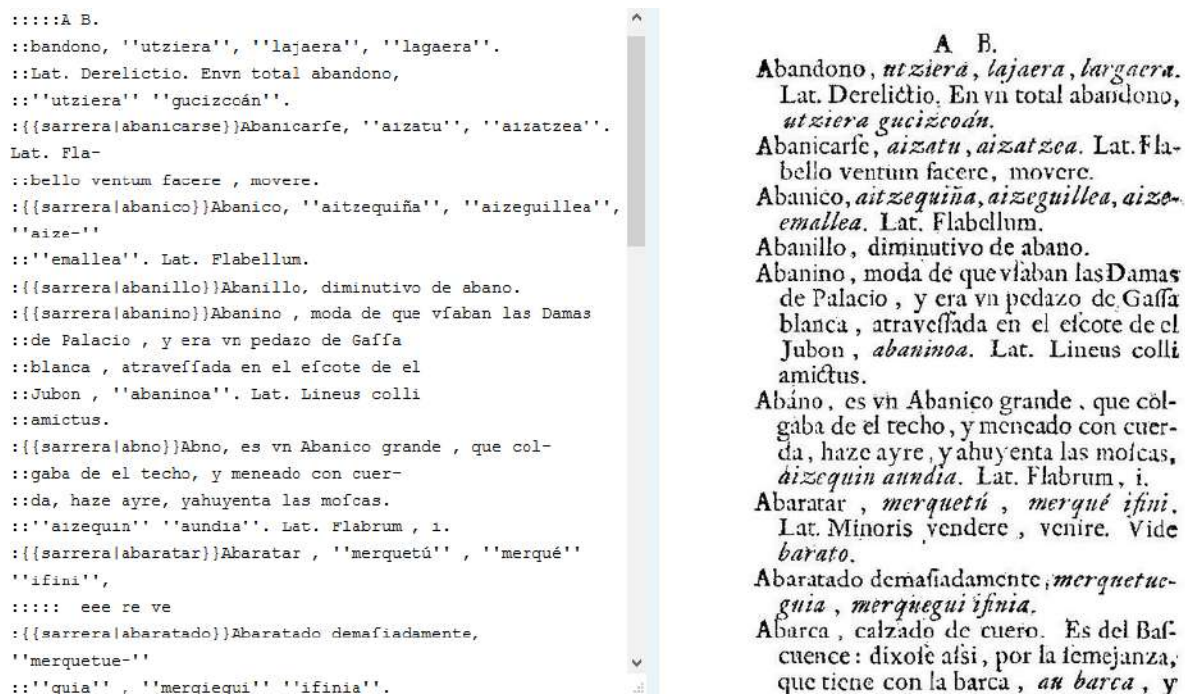 :::::A B.
::bandono, ''utziera'', ''lajaera'', ''lagaera''.
::Lat. Derelictio. Envn total abandono,
::''utziera'' ''gucizcoán''.
:{{sarrera|abanicarse}}Abanicarſe, ''aizatu'', ''aizatzea''.
Lat. Fla-
::bello ventum facere , movere.
:{{sarrera|abanico}}Abanico, ''aitzequiña'', ''aizeguillea'',
''aize-''
::''emallea''. Lat. Flabellum.
:{{sarrera|abanillo}}Abanillo, diminutivo de abano.
:{{sarrera|abanino}}Abanino , moda de que vſaban las Damas
::de Palacio , y era vn pedazo de Gaſſa
::blanca , atraveſſada en el eſcote de el
::Jubon , ''abaninoa''. Lat. Lineus colli
::amictus.
:{{sarrera|abno}}Abno, es vn Abanico grande , que col-
::gaba de el techo, y meneado con cuer-
::da, haze ayre, yahuyenta las moſcas.
::''aizequin'' ''aundia''. Lat. Flabrum , i.
:{{sarrera|abaratar}}Abaratar , ''merquetú'' , ''merqué''
''ifini'',
::::: eee re ve
:{{sarrera|abaratado}}Abaratado demaſiadamente,
''merquetue-''
::''guia'' , ''mergiegui'' ''ifinia''.
A B.
Abandono, utzierá, lajaera, largaera.
Lat. Derelictio. En vn total abandono,
utziera gucizcoán.
Abanicarſe, aizatu, aizatzea. Lat. Fla-
bello ventum facere, movere.
Abanico, aitzequiña, aizeguillea, aize-
emallea. Lat. Flabellum.
Abanillo, diminutivo de abano.
Abanino, moda de que vſaban las Damas
de Palacio, y era vn pedazo de Gaſſa
blanca, atraveſſada en el eſcote de el
Jubon, abaninoa. Lat. Lineus colli
amictus.
Abáno, es vn Abanico grande, que col-
gaba de el techo, y meneado con cuer-
da, haze ayre, y ahuyenta las moſcas,
aizequin aundia. Lat. Flabrum, i.
Abaratar, merquetú, merqué ifini.
Lat. Minoris vendere, venire. Vide
barato.
Abaratado demaſiadamente, merquetue-
guia, merquegui ifinia.
Abarca, calzado de cuero. Es del Baſ-
cuence: dixoſe aſsi, por la ſemejanza,
que tiene con la barca, au barca, y